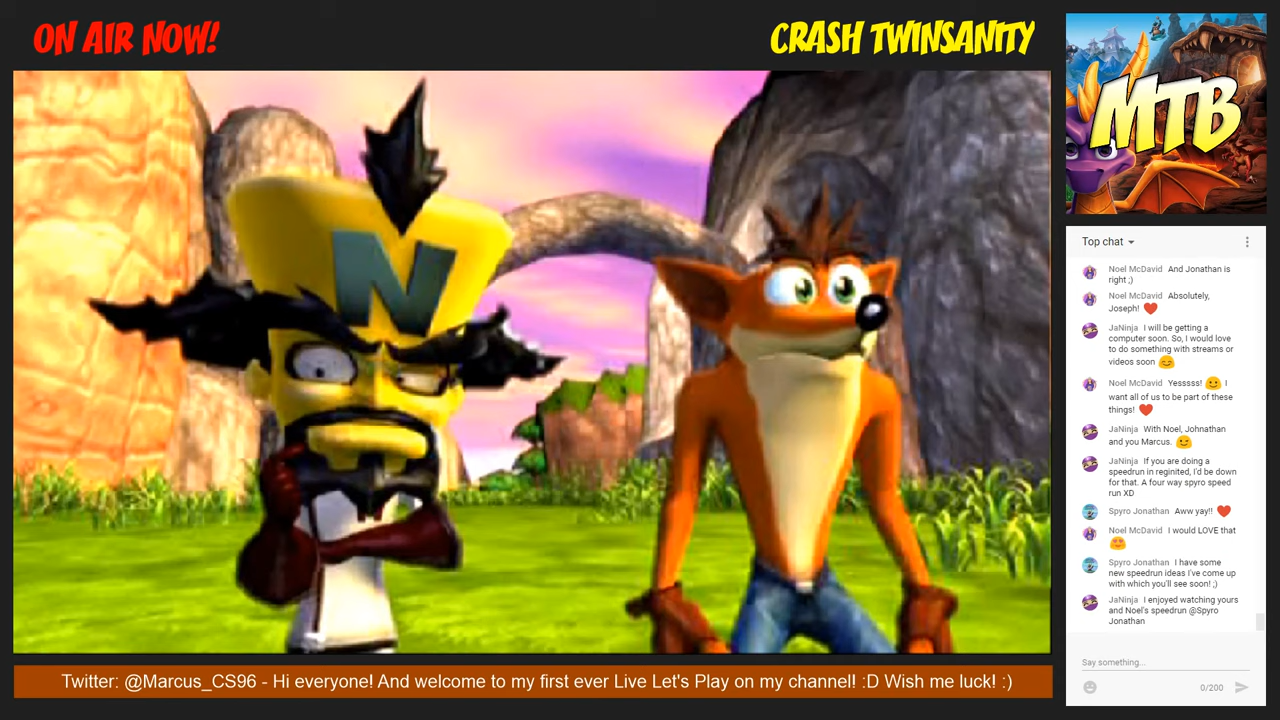 ON AIR NOW!
CRASH TWINSANITY
N
MTB
Top chat
Noel McDavid And Jonathan is
right ;)
Noel McDavid Absolutely,
Joseph! ❤️
JaNinja I will be getting a
computer soon. So, I would love
to do something with streams or
videos soon 😊
Noel McDavid Yesssss! 🙂 I
want all of us to be part of these
things! ❤️
JaNinja With Noel, Johnathan
and you Marcus. 😉
JaNinja If you are doing a
speedrun in reginited, I'd be down
for that. A four way spyro speed
run XD
Spyro Jonathan Aww yay!! ❤️
Noel McDavid I would LOVE that
😍
Spyro Jonathan I have some
new speedrun ideas I've come up
with which you'll see soon! ;)
JaNinja I enjoyed watching yours
and Noel's speedrun @Spyro
Jonathan
Say something...
0/200
Twitter: @Marcus_CS96 - Hi everyone! And welcome to my first ever Live Let's Play on my channel! :D Wish me luck! :)